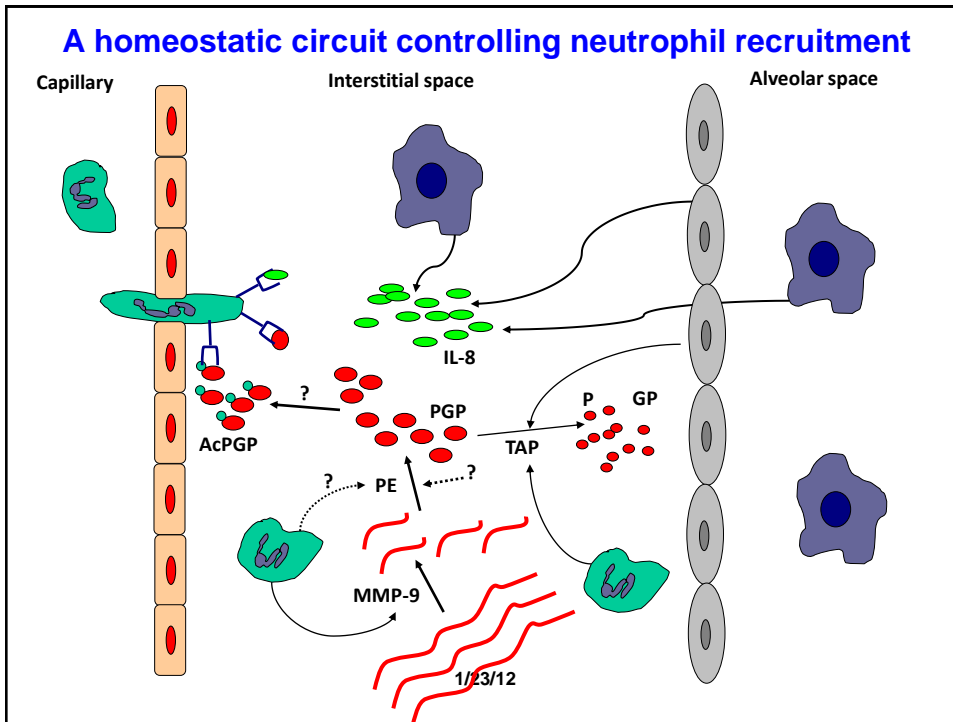 A homeostatic circuit controlling neutrophil recruitment
Capillary
Interstitial space
Alveolar space
IL-8
?
PGP
P GP
AcPGP
TAP
? PE ?
MMP-9
1/23/12